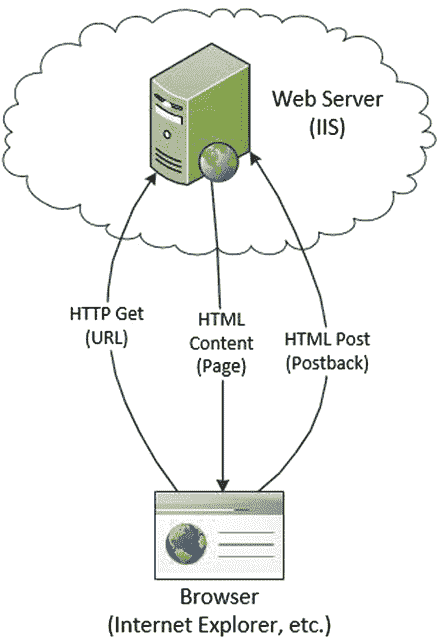 Web Server
(IIS)
HTTP Get
(URL)
HTML
Content
(Page)
HTML Post
(Postback)
Browser
(Internet Explorer, etc.)